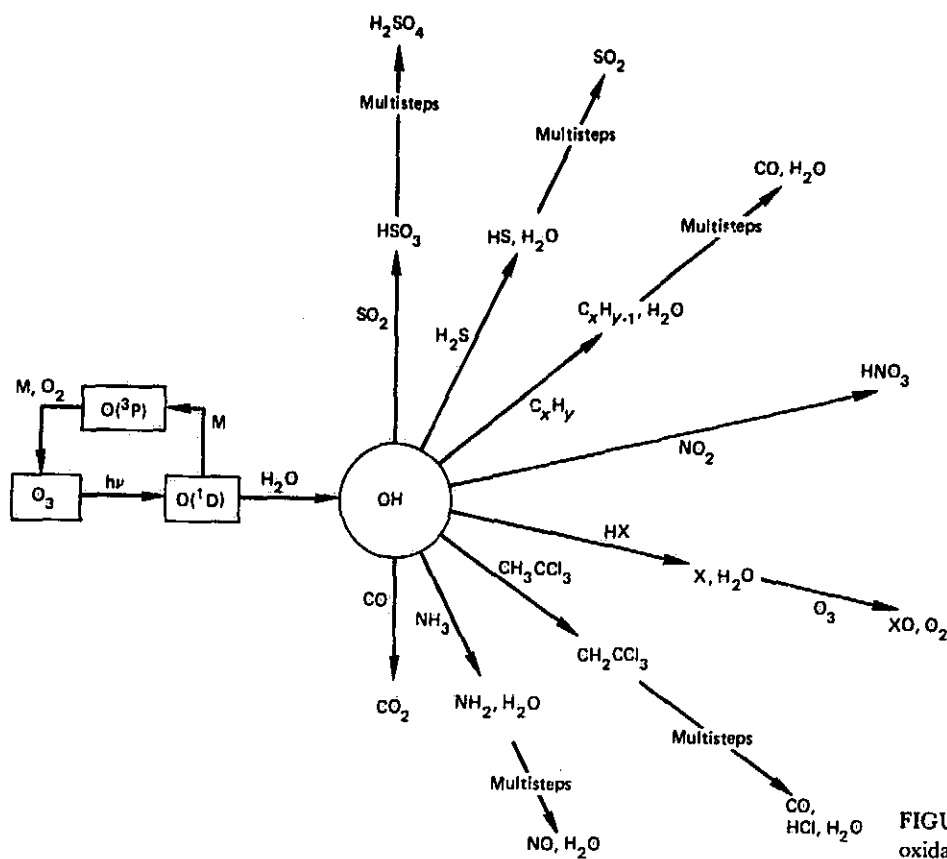 H₂SO₄
Multisteps
HSO₃
SO₂
SO₂
Multisteps
HS, H₂O
H₂S
CO, H₂O
Multisteps
CₓHᵧ.₁, H₂O
CₓHᵧ
HNO₃
NO₂
M, O₂
O(³P)
M
O₃
hν
O(¹D)
H₂O
OH
HX
X, H₂O
O₃
XO, O₂
CH₃CCl₃
CH₂CCl₃
Multisteps
CO,
HCl, H₂O
NH₃
NH₂, H₂O
Multisteps
NO, H₂O
CO
CO₂
FIGU
oxida